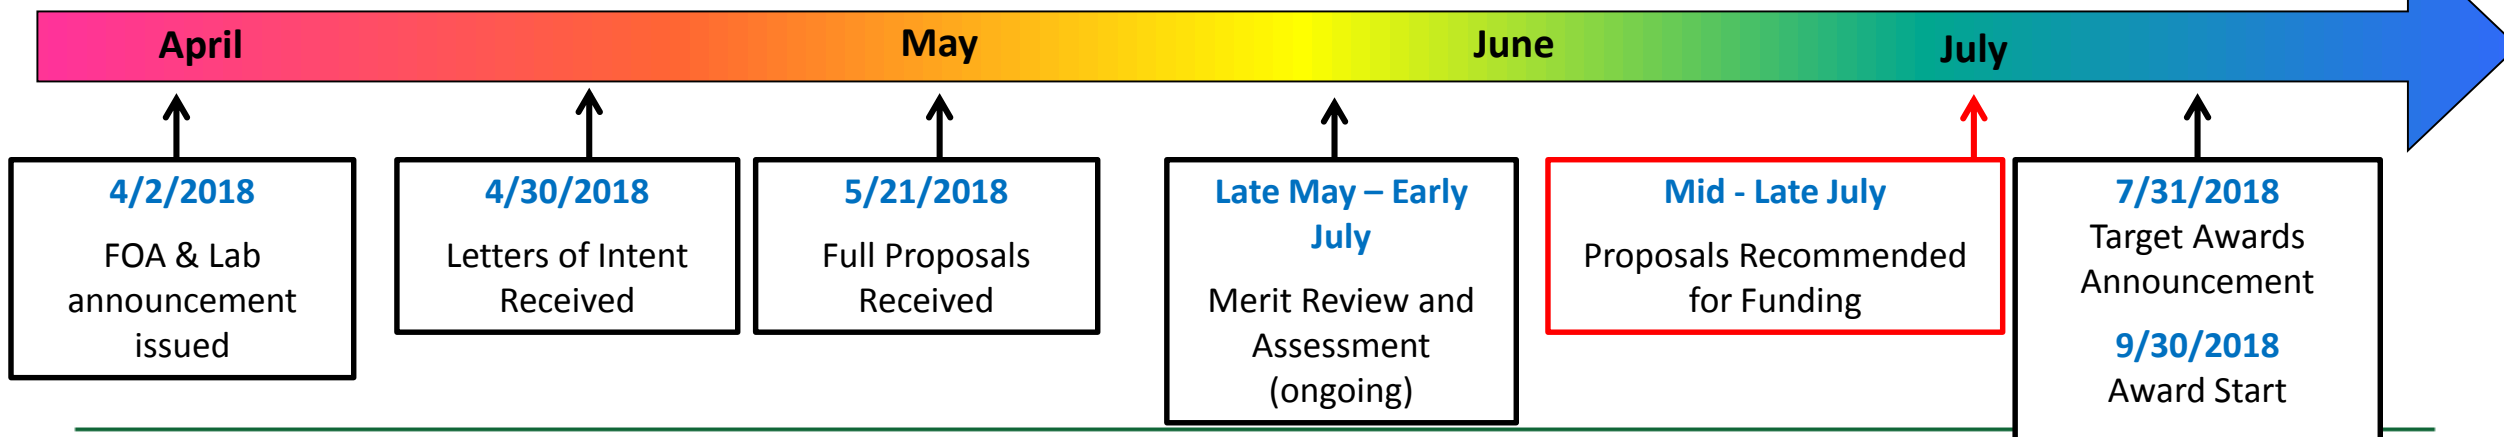 April
May
June
July
4/2/2018
FOA & Lab
announcement
issued
4/30/2018
Letters of Intent
Received
5/21/2018
Full Proposals
Received
Late May – Early
July
Merit Review and
Assessment
(ongoing)
Mid - Late July
Proposals Recommended
for Funding
7/31/2018
Target Awards
Announcement
9/30/2018
Award Start